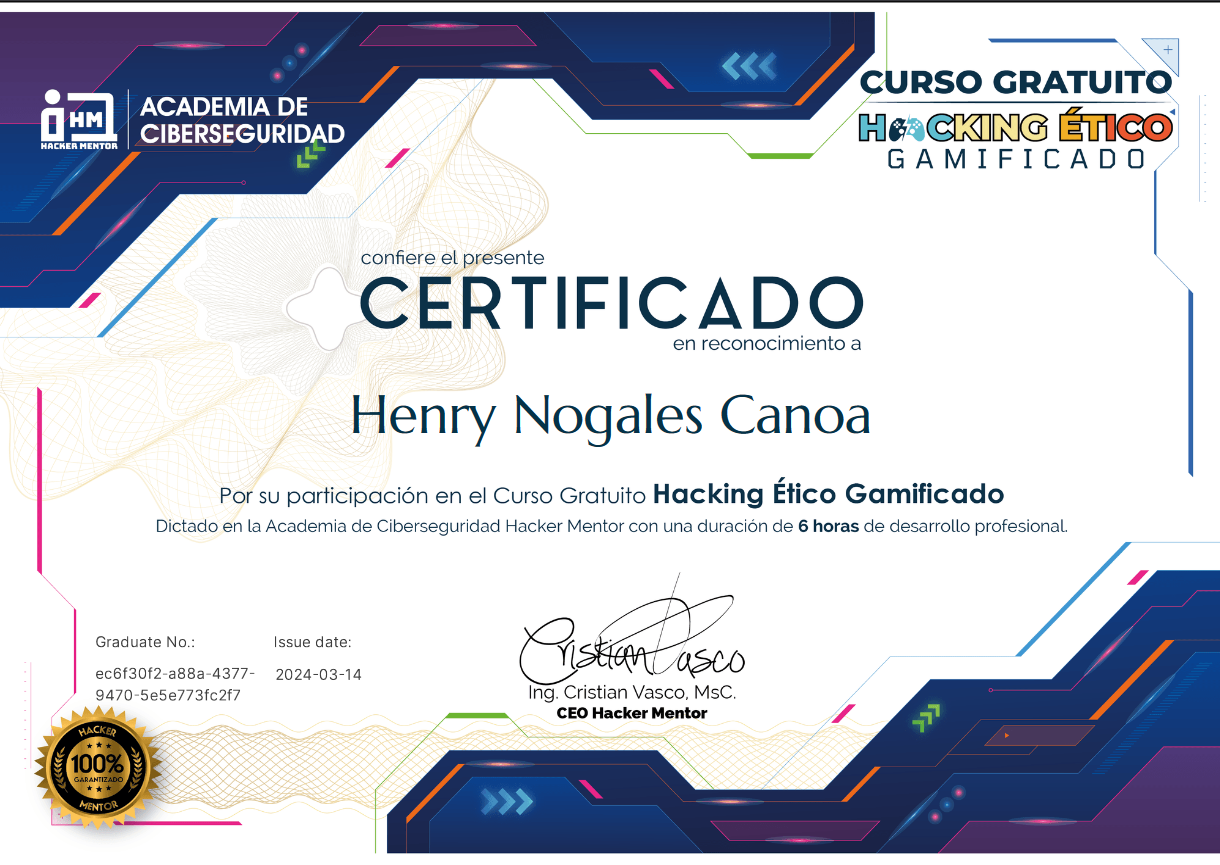 HM
HACKER MENTOR
ACADEMIA DE
CIBERSEGURIDAD
CURSO GRATUITO
HACKING ÉTICO
GAMIFICADO
confiere el presente
CERTIFICADO
en reconocimiento a
Henry Nogales Canoa
Por su participación en el Curso Gratuito Hacking Ético Gamificado
Dictado en la Academia de Ciberseguridad Hacker Mentor con una duración de 6 horas de desarrollo profesional.
Graduate No.:
Issue date:
ec6f30f2-a88a-4377-
9470-5e5e773fc2f7
2024-03-14
Cristian Vasco
Ing. Cristian Vasco, MsC.
CEO Hacker Mentor
HACKER
100%
GARANTIZADO
MENTOR